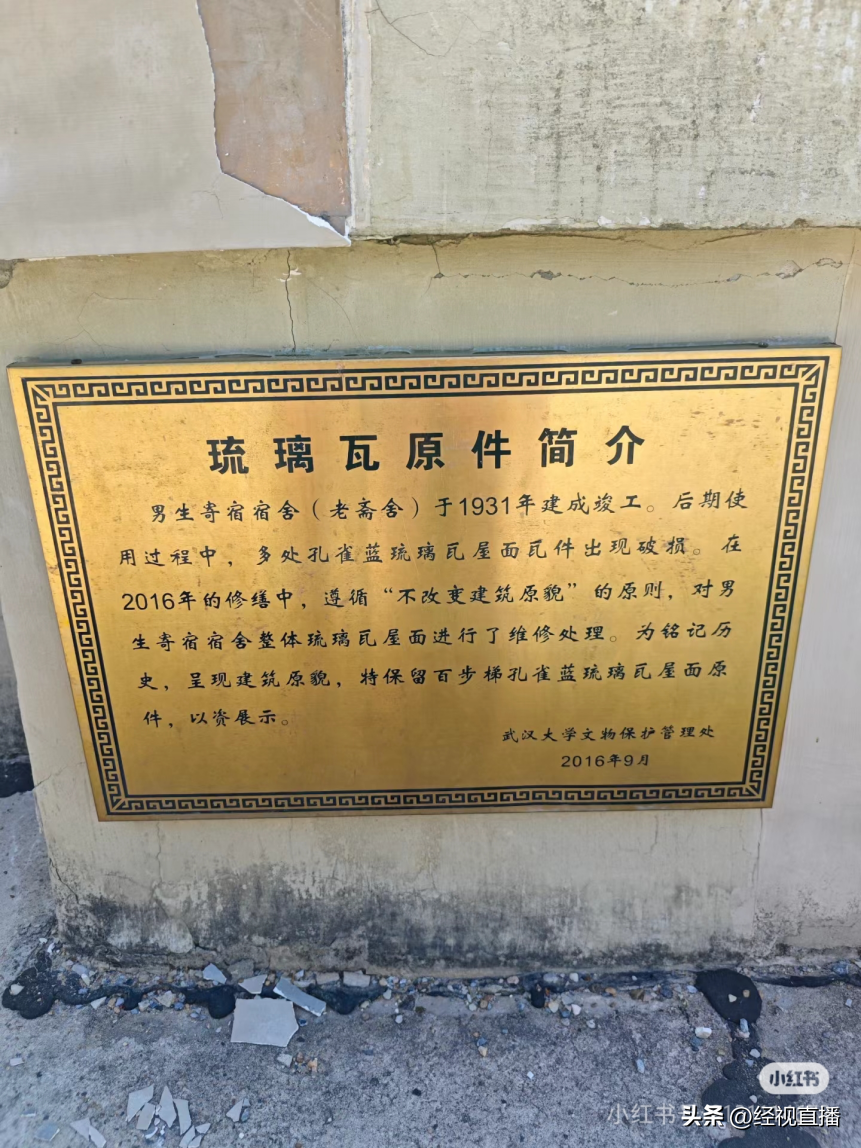 琉璃瓦原件简介
男生寄宿宿舍（老斋舍）于1931年建成竣工。后期使
用过程中，多处孔雀蓝琉璃瓦屋面瓦件出现破损。在
2016年的修缮中，遵循“不改变建筑原貌”的原则，对男
生寄宿宿舍整体琉璃瓦屋面进行了维修处理。为铭记历
史，呈现建筑原貌，特保留百步梯孔雀蓝琉璃瓦屋面原
件，以资展示。
武汉大学文物保护管理处
2016年9月
小红书
小红书
头条 @经视直播